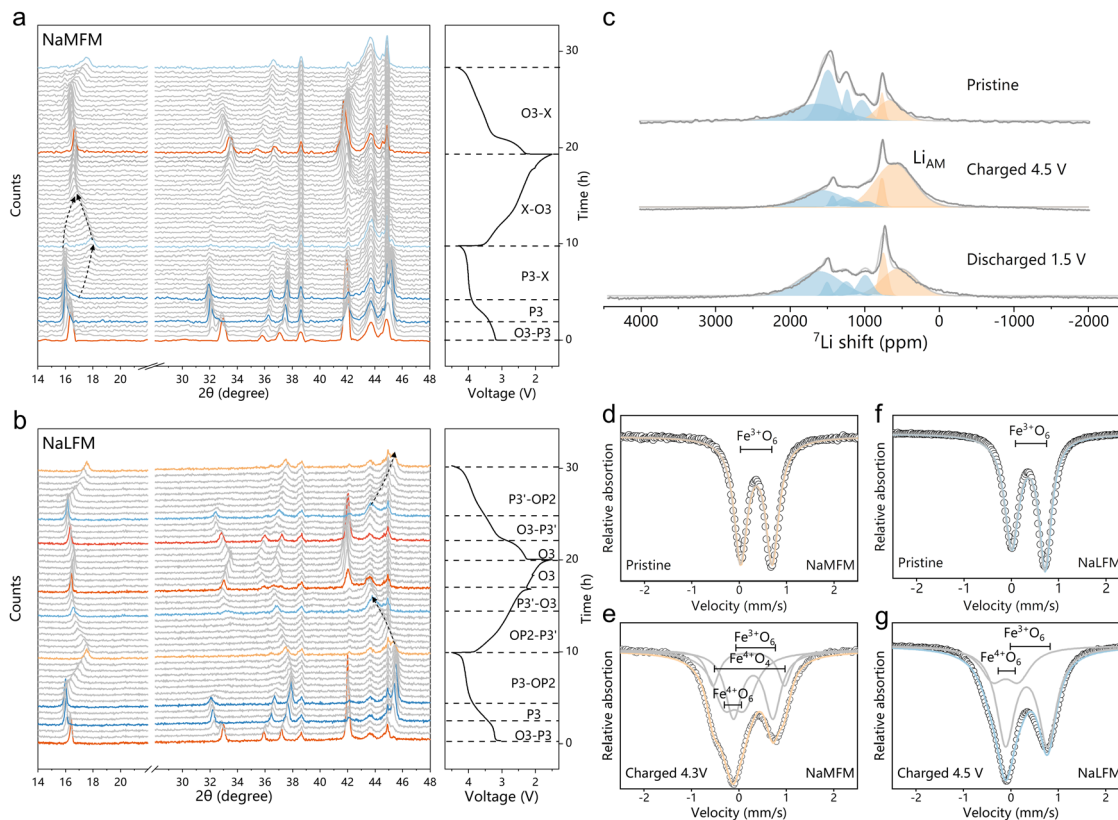 a
NaMFM
Counts
14 16 18 20 30 32 34 36 38 40 42 44 46 48
2θ (degree)
O3-X
X-O3
P3-X
P3
O3-P3
4 2
Voltage (V)
30
20
10
0
Time (h)
b
NaLFM
Counts
14 16 18 20 30 32 34 36 38 40 42 44 46 48
2θ (degree)
P3'-OP2
O3-P3'
O3
O3
P3'-O3
OP2-P3'
P3-OP2
P3
O3-P3
4 2
Voltage (V)
30
20
10
0
Time (h)
c
Pristine
Li_AM
Charged 4.5 V
Discharged 1.5 V
4000 3000 2000 1000 0 -1000 -2000
⁷Li shift (ppm)
d
Fe³⁺O₆
Relative absortion
Pristine
NaMFM
-2 -1 0 1 2
Velocity (mm/s)
f
Fe³⁺O₆
Relative absortion
Pristine
NaLFM
-2 -1 0 1 2
Velocity (mm/s)
e
Fe³⁺O₆
Fe⁴⁺O₄
Fe⁴⁺O₆
Relative absortion
Charged 4.3V
NaMFM
-2 -1 0 1 2
Velocity (mm/s)
g
Fe³⁺O₆
Fe⁴⁺O₆
Relative absortion
Charged 4.5 V
NaLFM
-2 -1 0 1 2
Velocity (mm/s)